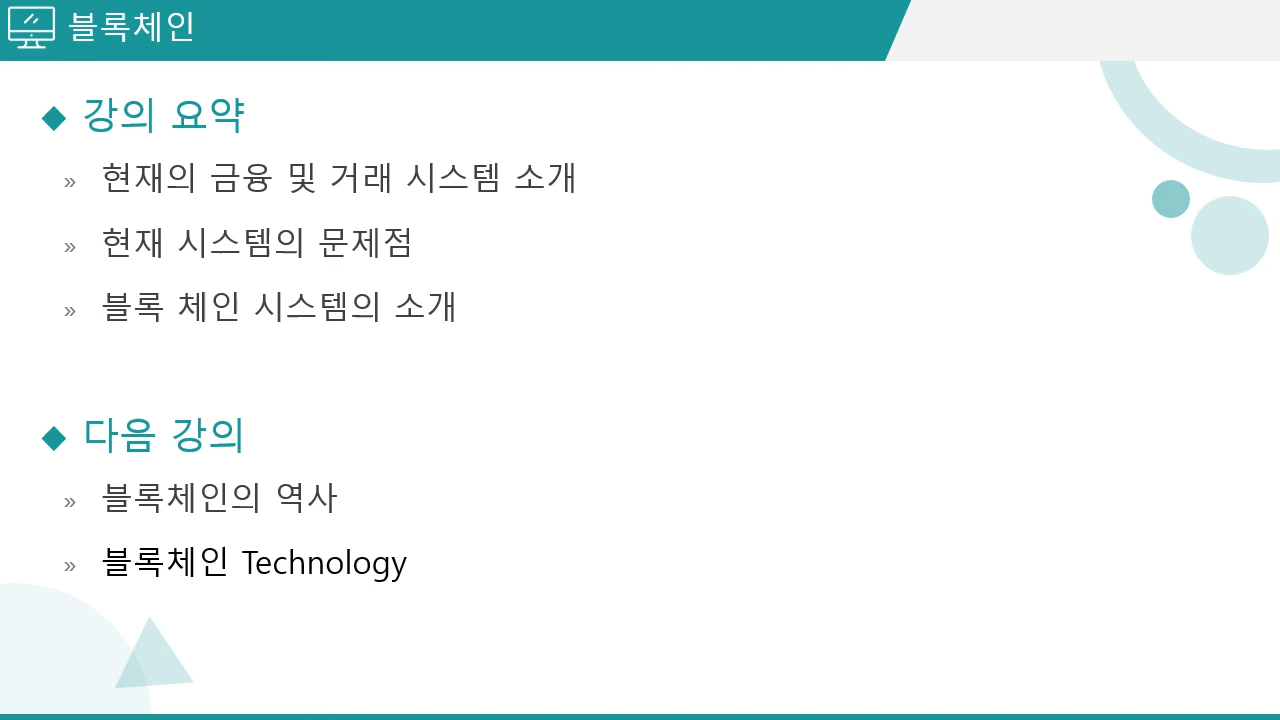 블록체인
◆ 강의 요약
» 현재의 금융 및 거래 시스템 소개
» 현재 시스템의 문제점
» 블록 체인 시스템의 소개
◆ 다음 강의
» 블록체인의 역사
» 블록체인 Technology